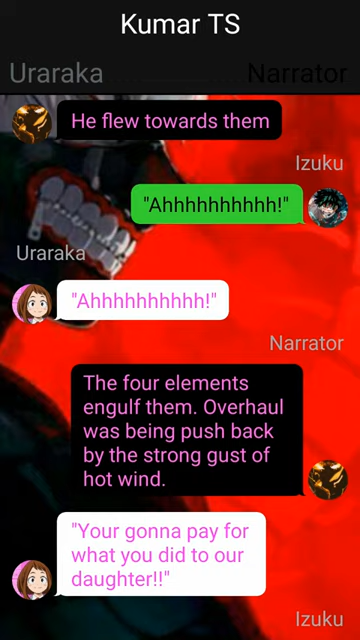 Kumar TS
Uraraka
Narrator
He flew towards them
Izuku
"Ahhhhhhhhhh!"
Uraraka
"Ahhhhhhhhhh!"
Narrator
The four elements
engulf them. Overhaul
was being push back
by the strong gust of
hot wind.
"Your gonna pay for
what you did to our
daughter!!"
Izuku